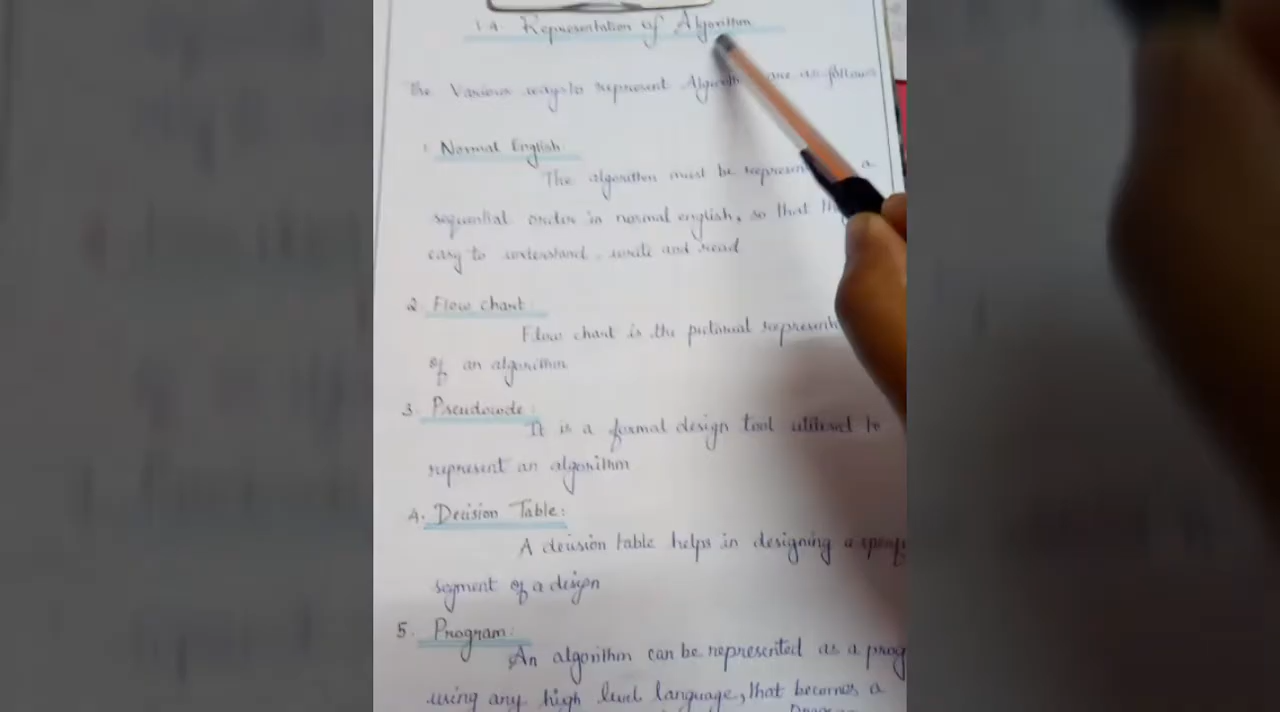 1.4. Representation of Algorithm
The Various ways to represent Algorithm are as follows
1. Normal English:
The algorithm must be a
sequential order in normal english, so that
easy to understand, write and read
2. Flow chart:
Flow chart is the pictorial
of an algorithm
3. Pseudocode:
It is a formal design tool utilised to
represent an algorithm
4. Decision Table:
A decision table helps in designing a
segment of a design
5. Program:
An algorithm can be represented as a prog
using any high level language, that becomes a